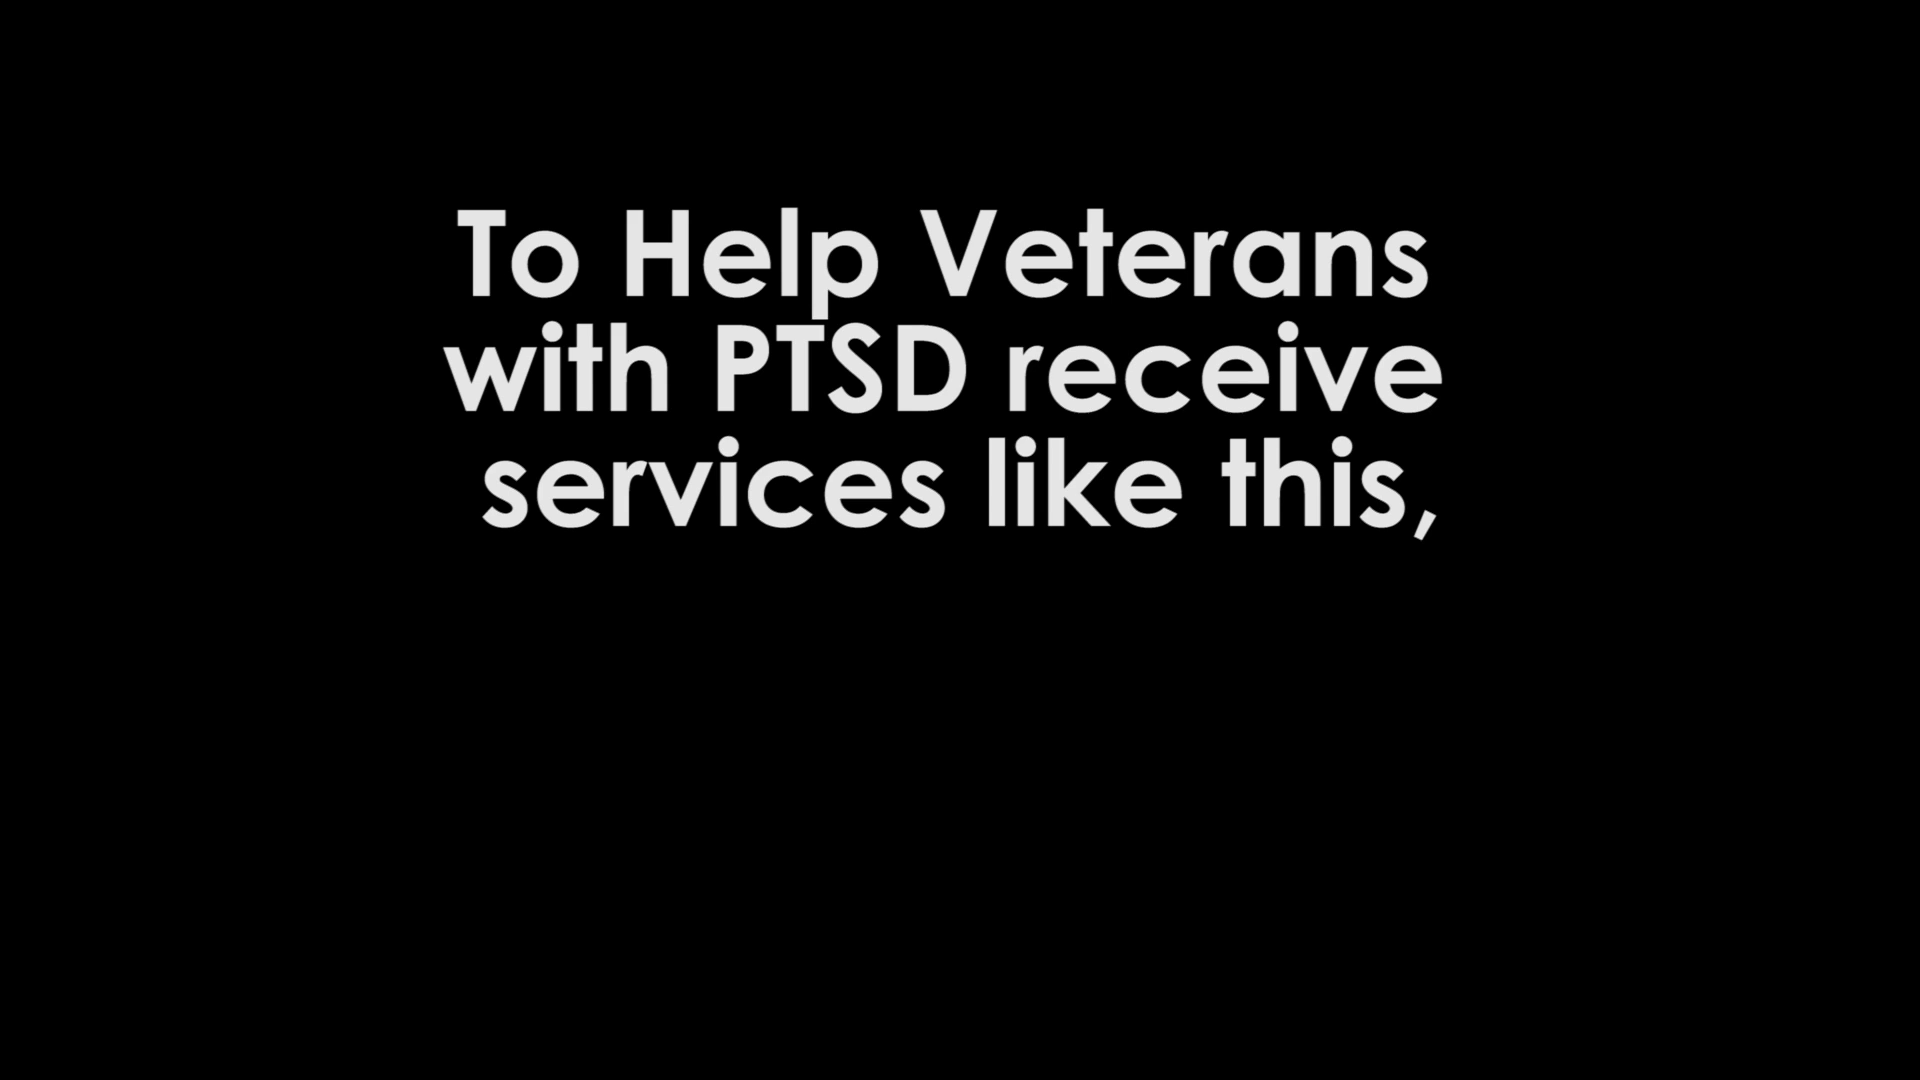 To Help Veterans
with PTSD receive
services like this,